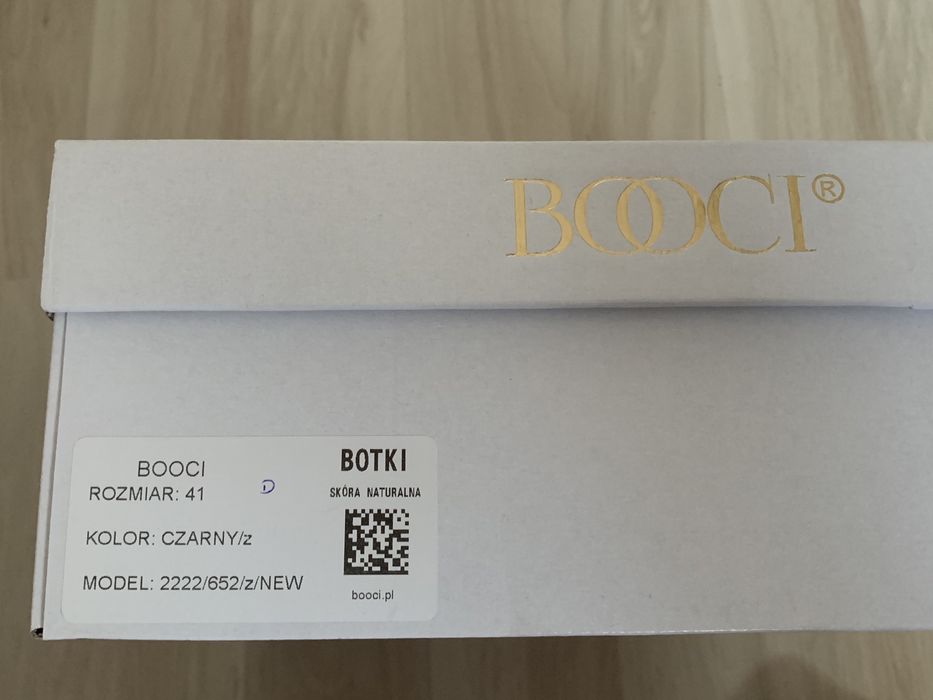 BOOCI®
BOOCI
ROZMIAR: 41
D
KOLOR: CZARNY/z
MODEL: 2222/652/z/NEW
BOTKI
SKÓRA NATURALNA
booci.pl